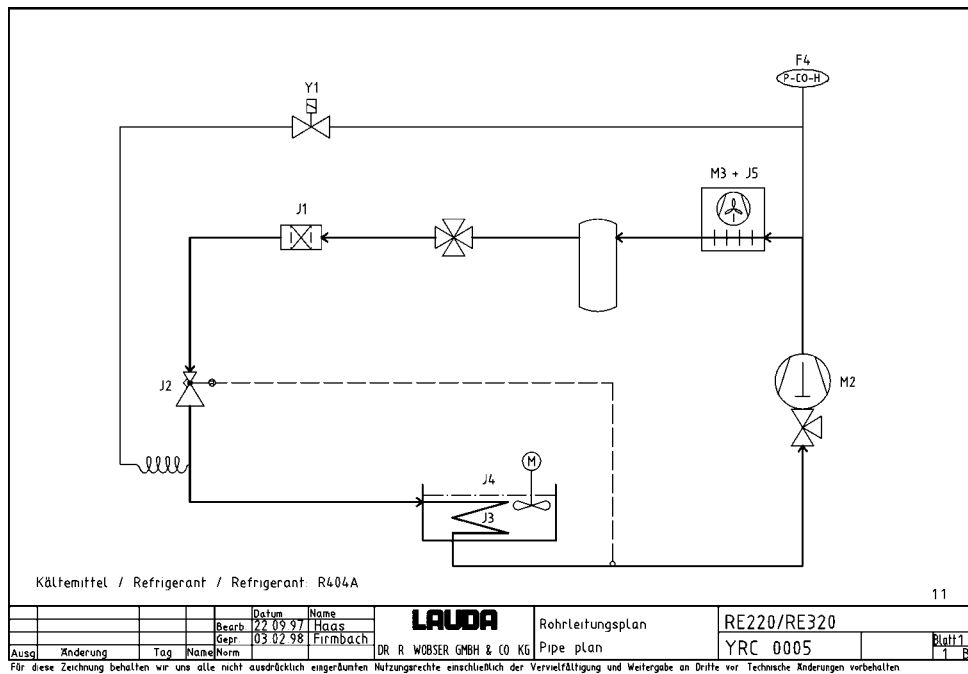 F4
P-CO-H
Y1
M3 + J5
J1
J2
M2
M
J4
J3
Kältemittel / Refrigerant / Refrigerant: R404A
11
Datum Name
Bearb. 22.09.97 Haas
Gepr. 03.02.98 Firmbach
Ausg. Änderung Tag Name Norm
LAUDA
DR. R. WOBSER GMBH & CO. KG
Rohrleitungsplan
Pipe plan
RE220/RE320
YRC 0005
Blatt1
1 B
Für diese Zeichnung behalten wir uns alle nicht ausdrücklich eingeräumten Nutzungsrechte einschließlich der Vervielfältigung und Weitergabe an Dritte vor. Technische Änderungen vorbehalten